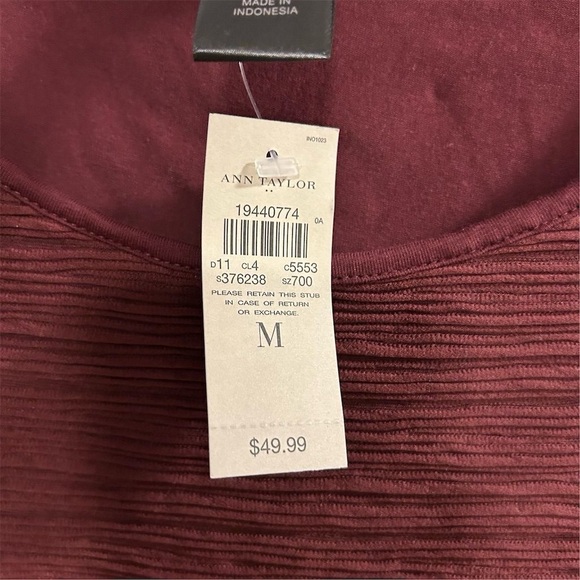 MADE IN
INDONESIA
INO1023
ANN TAYLOR
19440774
0A
D11 CL4 C5553
S376238 SZ700
PLEASE RETAIN THIS STUB
IN CASE OF RETURN
OR EXCHANGE.
M
$49.99